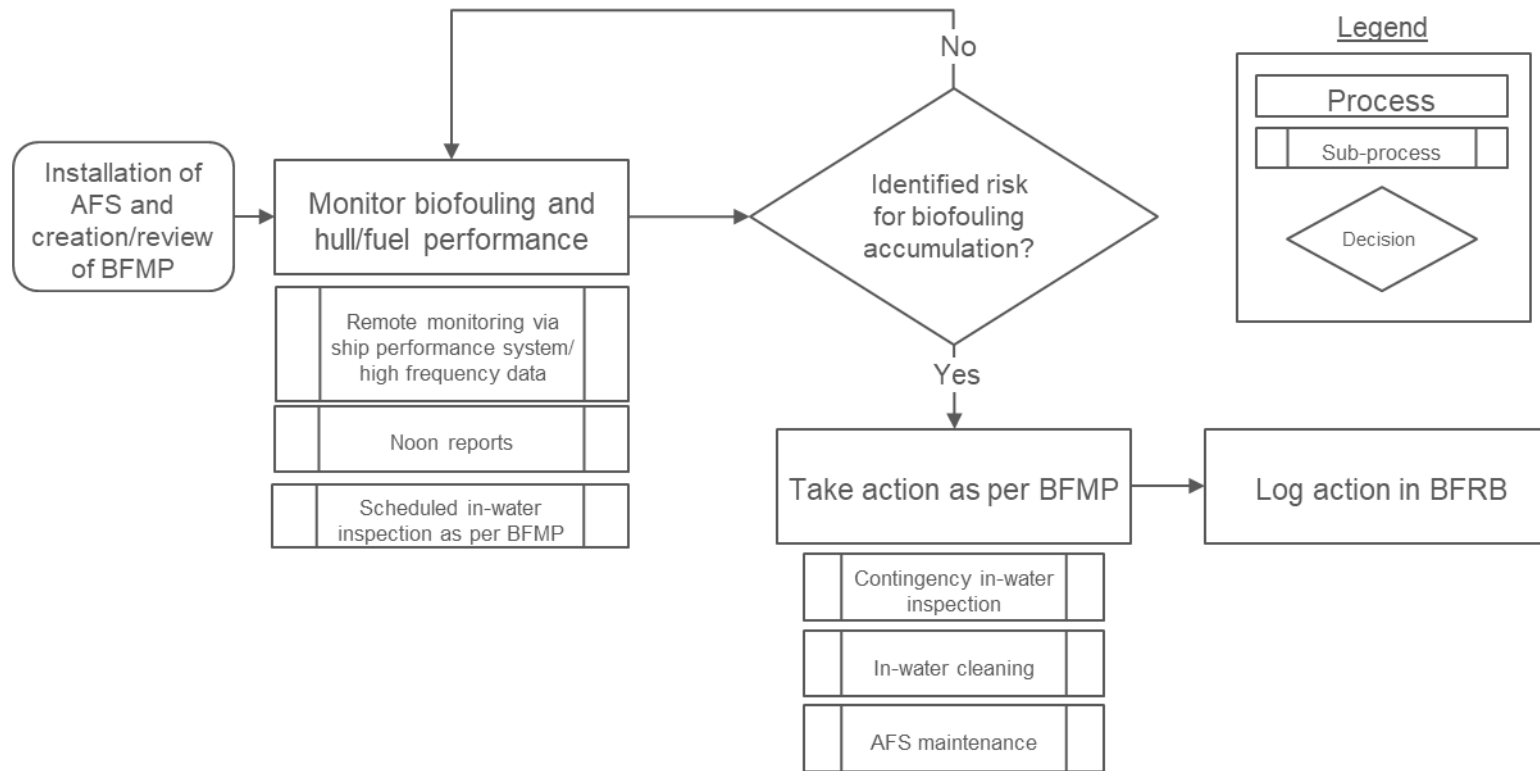 Installation of
AFS and
creation/review
of BFMP
Monitor biofouling and
hull/fuel performance
Remote monitoring via
ship performance system/
high frequency data
Noon reports
Scheduled in-water
inspection as per BFMP
No
Identified risk
for biofouling
accumulation?
Yes
Take action as per BFMP
Contingency in-water
inspection
In-water cleaning
AFS maintenance
Log action in BFRB
Legend
Process
Sub-process
Decision